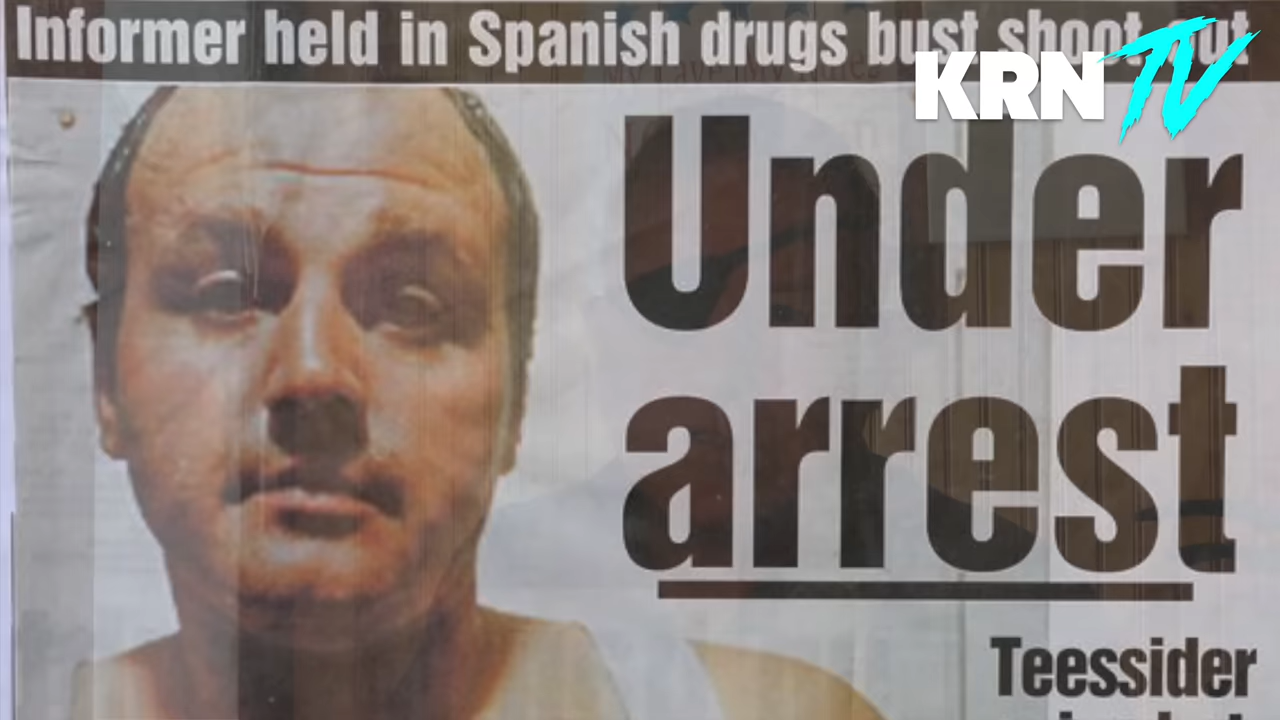 Informer held in Spanish drugs bust shoot out
KRN TV
Under
arrest
Teessider